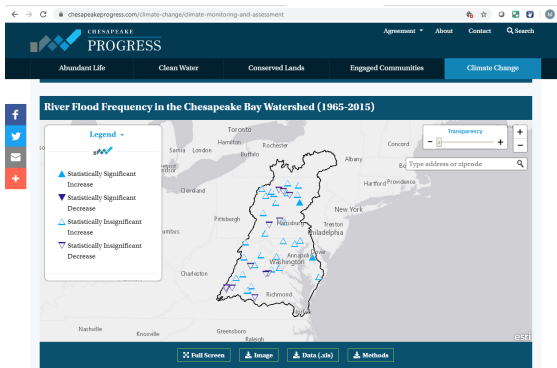 chesapeakeprogress.com/climate-change/climate-monitoring-and-assessment
CHESAPEAKE
PROGRESS
Agreement
About
Contact
Search
Abundant Life
Clean Water
Conserved Lands
Engaged Communities
Climate Change
River Flood Frequency in the Chesapeake Bay Watershed (1965-2015)
Legend
Statistically Significant
Increase
Statistically Significant
Decrease
Statistically Insignificant
Increase
Statistically Insignificant
Decrease
Transparency
Type address or zipcode
Toronto
Hamilton
Rochester
Sarnia
London
Buffalo
Concord
Albany
Hartford
Providence
Cleveland
New York
Pittsburgh
Trenton
Philadelphia
Dover
Washington
Annapolis
Charleston
Richmond
Nashville
Knoxville
Greensboro
Raleigh
esri
Full Screen
Image
Data (.xls)
Methods